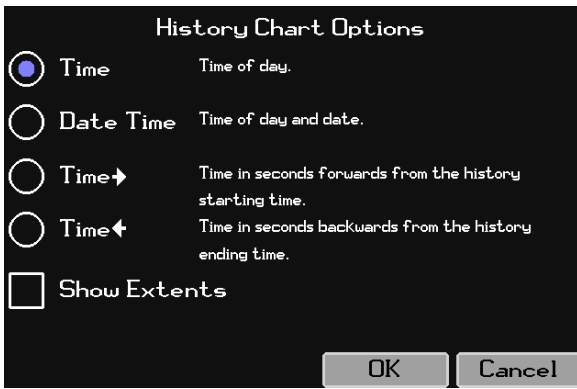 History Chart Options
Time Time of day.
Date Time Time of day and date.
Time→ Time in seconds forwards from the history
starting time.
Time← Time in seconds backwards from the history
ending time.
Show Extents
OK Cancel